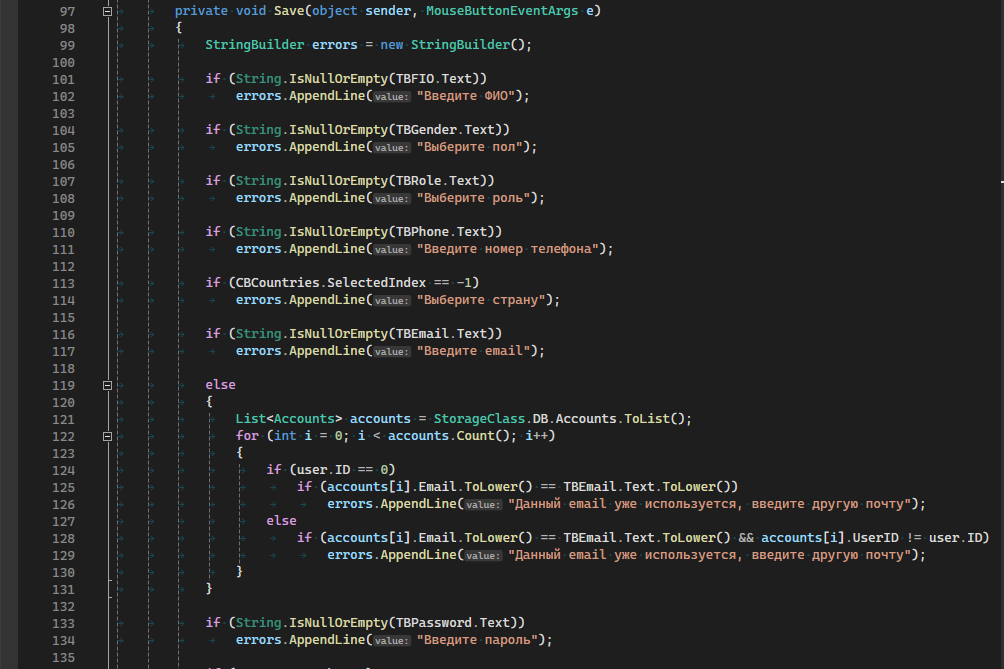 97 private void Save(object sender, MouseButtonEventArgs e)
98 {
99 StringBuilder errors = new StringBuilder();
100
101 if (String.IsNullOrEmpty(TBFIO.Text))
102 errors.AppendLine(value: "Введите ФИО");
103
104 if (String.IsNullOrEmpty(TBGender.Text))
105 errors.AppendLine(value: "Выберите пол");
106
107 if (String.IsNullOrEmpty(TBRole.Text))
108 errors.AppendLine(value: "Выберите роль");
109
110 if (String.IsNullOrEmpty(TBPhone.Text))
111 errors.AppendLine(value: "Введите номер телефона");
112
113 if (CBCountries.SelectedIndex == -1)
114 errors.AppendLine(value: "Выберите страну");
115
116 if (String.IsNullOrEmpty(TBEmail.Text))
117 errors.AppendLine(value: "Введите email");
118
119 else
120 {
121 List<Accounts> accounts = StorageClass.DB.Accounts.ToList();
122 for (int i = 0; i < accounts.Count(); i++)
123 {
124 if (user.ID == 0)
125 if (accounts[i].Email.ToLower() == TBEmail.Text.ToLower())
126 errors.AppendLine(value: "Данный email уже используется, введите другую почту");
127 else
128 if (accounts[i].Email.ToLower() == TBEmail.Text.ToLower() && accounts[i].UserID != user.ID)
129 errors.AppendLine(value: "Данный email уже используется, введите другую почту");
130 }
131 }
132
133 if (String.IsNullOrEmpty(TBPassword.Text))
134 errors.AppendLine(value: "Введите пароль");
135